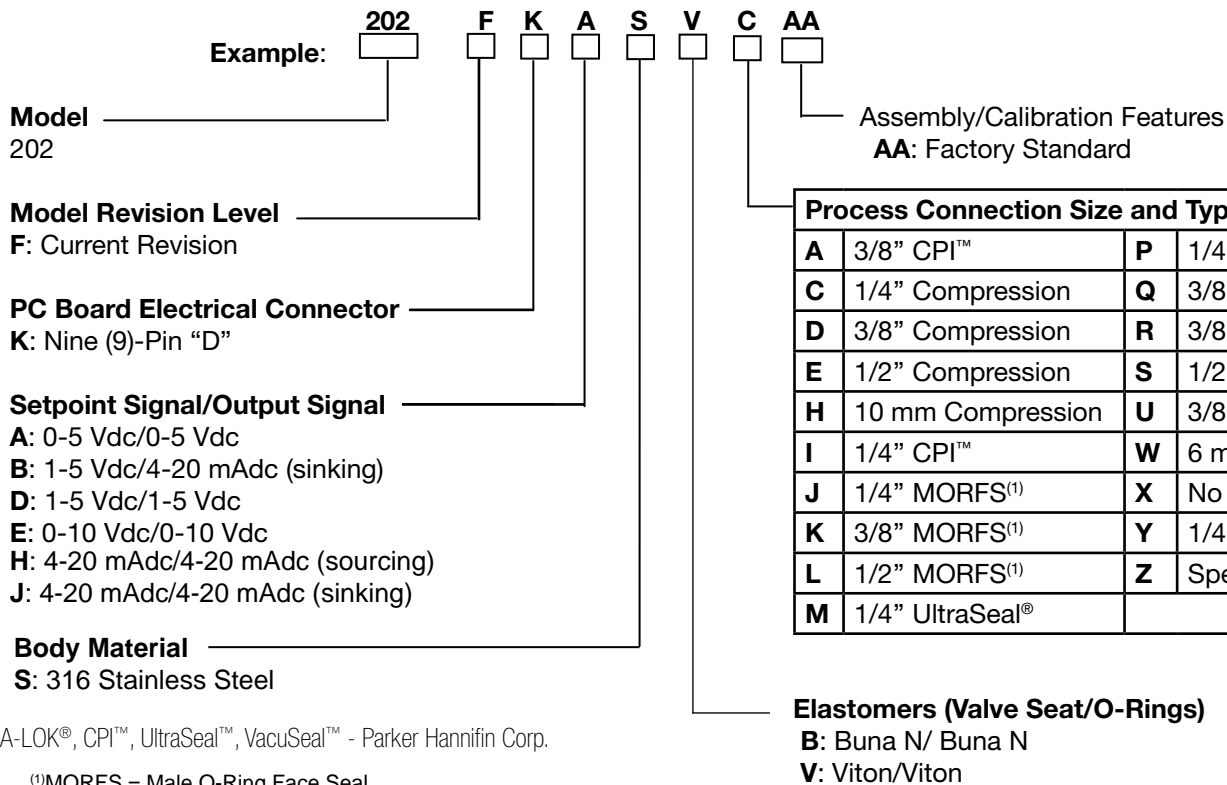 202 F K A S V C AA
Example:
Model
202
Model Revision Level
F: Current Revision
PC Board Electrical Connector
K: Nine (9)-Pin “D”
Setpoint Signal/Output Signal
A: 0-5 Vdc/0-5 Vdc
B: 1-5 Vdc/4-20 mAdc (sinking)
D: 1-5 Vdc/1-5 Vdc
E: 0-10 Vdc/0-10 Vdc
H: 4-20 mAdc/4-20 mAdc (sourcing)
J: 4-20 mAdc/4-20 mAdc (sinking)
Body Material
S: 316 Stainless Steel
A-LOK®, CPI™, UltraSeal™, VacuSeal™ - Parker Hannifin Corp.
(1)MORFS = Male O-Ring Face Seal
Assembly/Calibration Features
AA: Factory Standard
Process Connection Size and Typ
A 3/8” CPI™ P 1/4
C 1/4” Compression Q 3/8
D 3/8” Compression R 3/8
E 1/2” Compression S 1/2
H 10 mm Compression U 3/8
I 1/4” CPI™ W 6 m
J 1/4” MORFS(1) X No
K 3/8” MORFS(1) Y 1/4
L 1/2” MORFS(1) Z Spe
M 1/4” UltraSeal®
Elastomers (Valve Seat/O-Rings)
B: Buna N/ Buna N
V: Viton/Viton